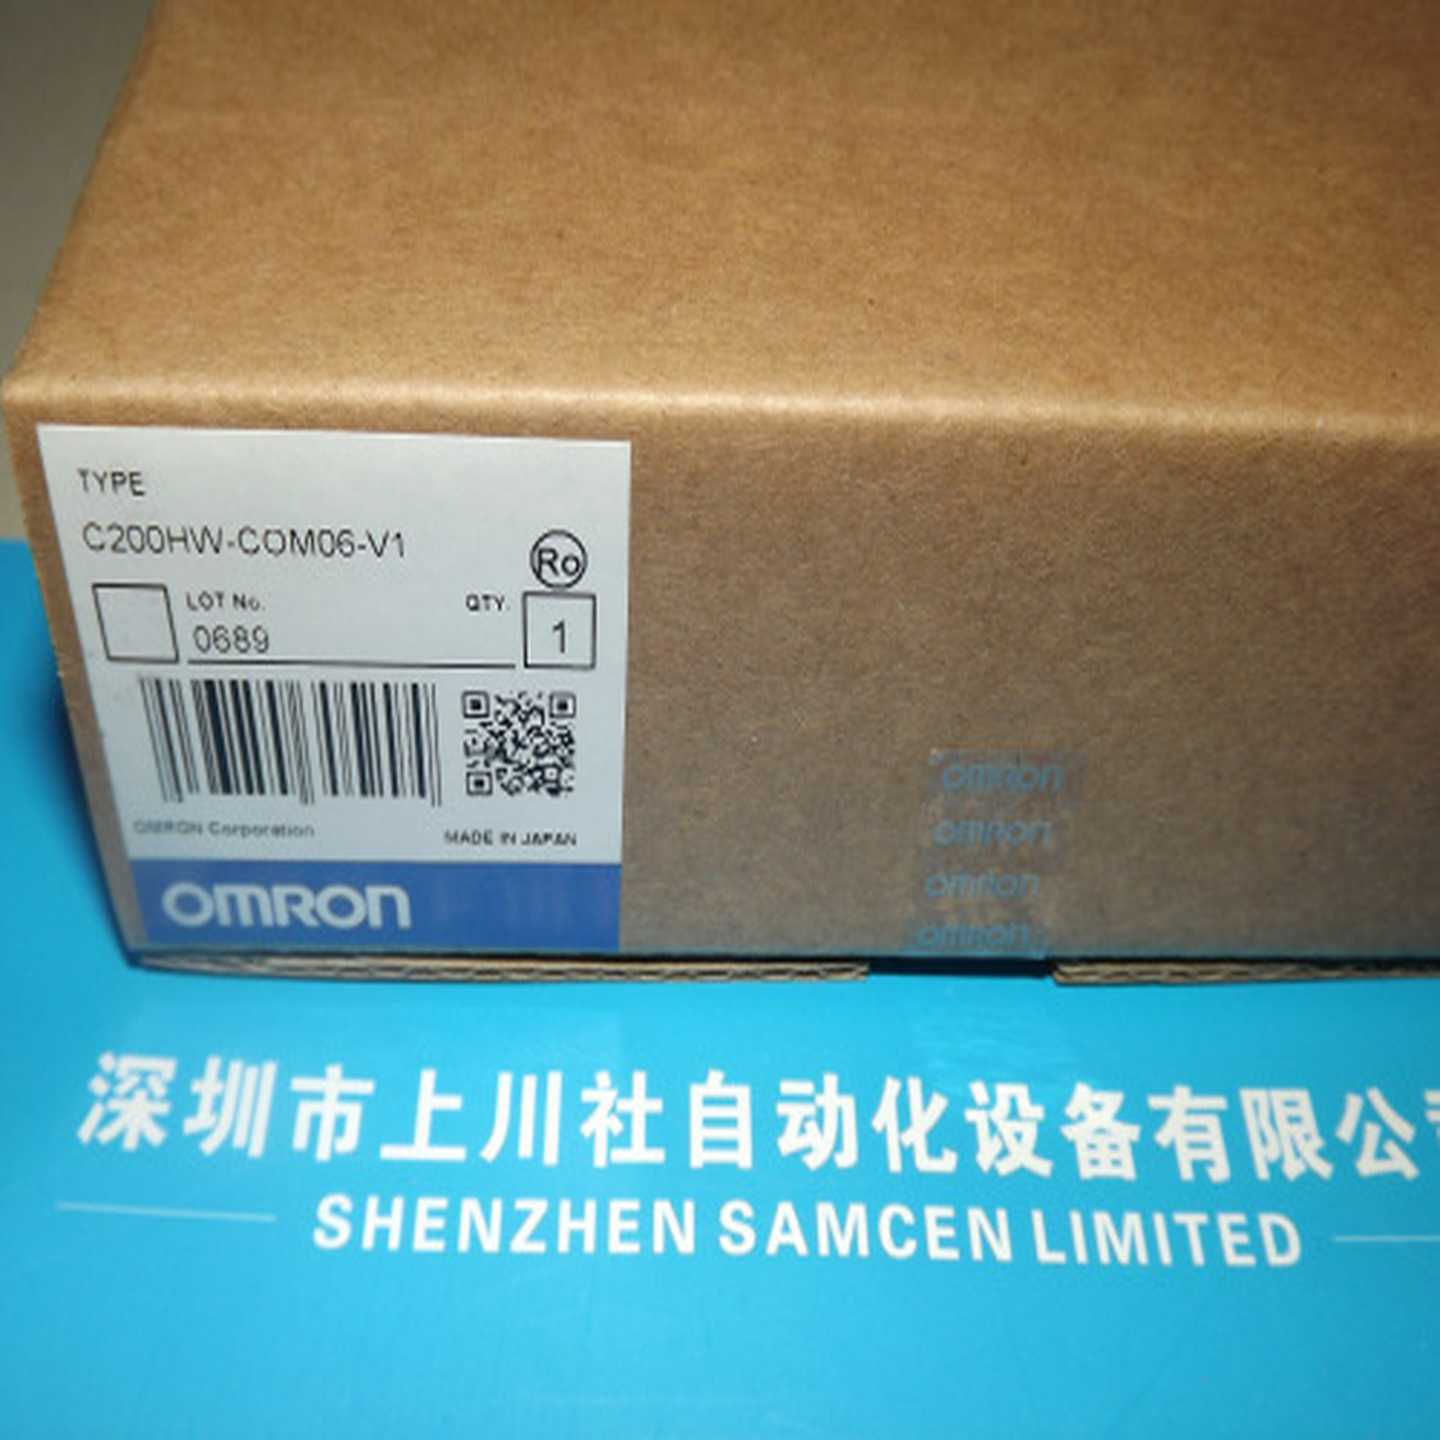 TYPE
C200HW-COM06-V1
Ro
LOT No. QTY.
0689 1
OMRON Corporation MADE IN JAPAN
OMRON
OMRON
OMRON
OMRON
OMRON
深圳市上川社自动化设备有限公
SHENZHEN SAMCEN LIMITED